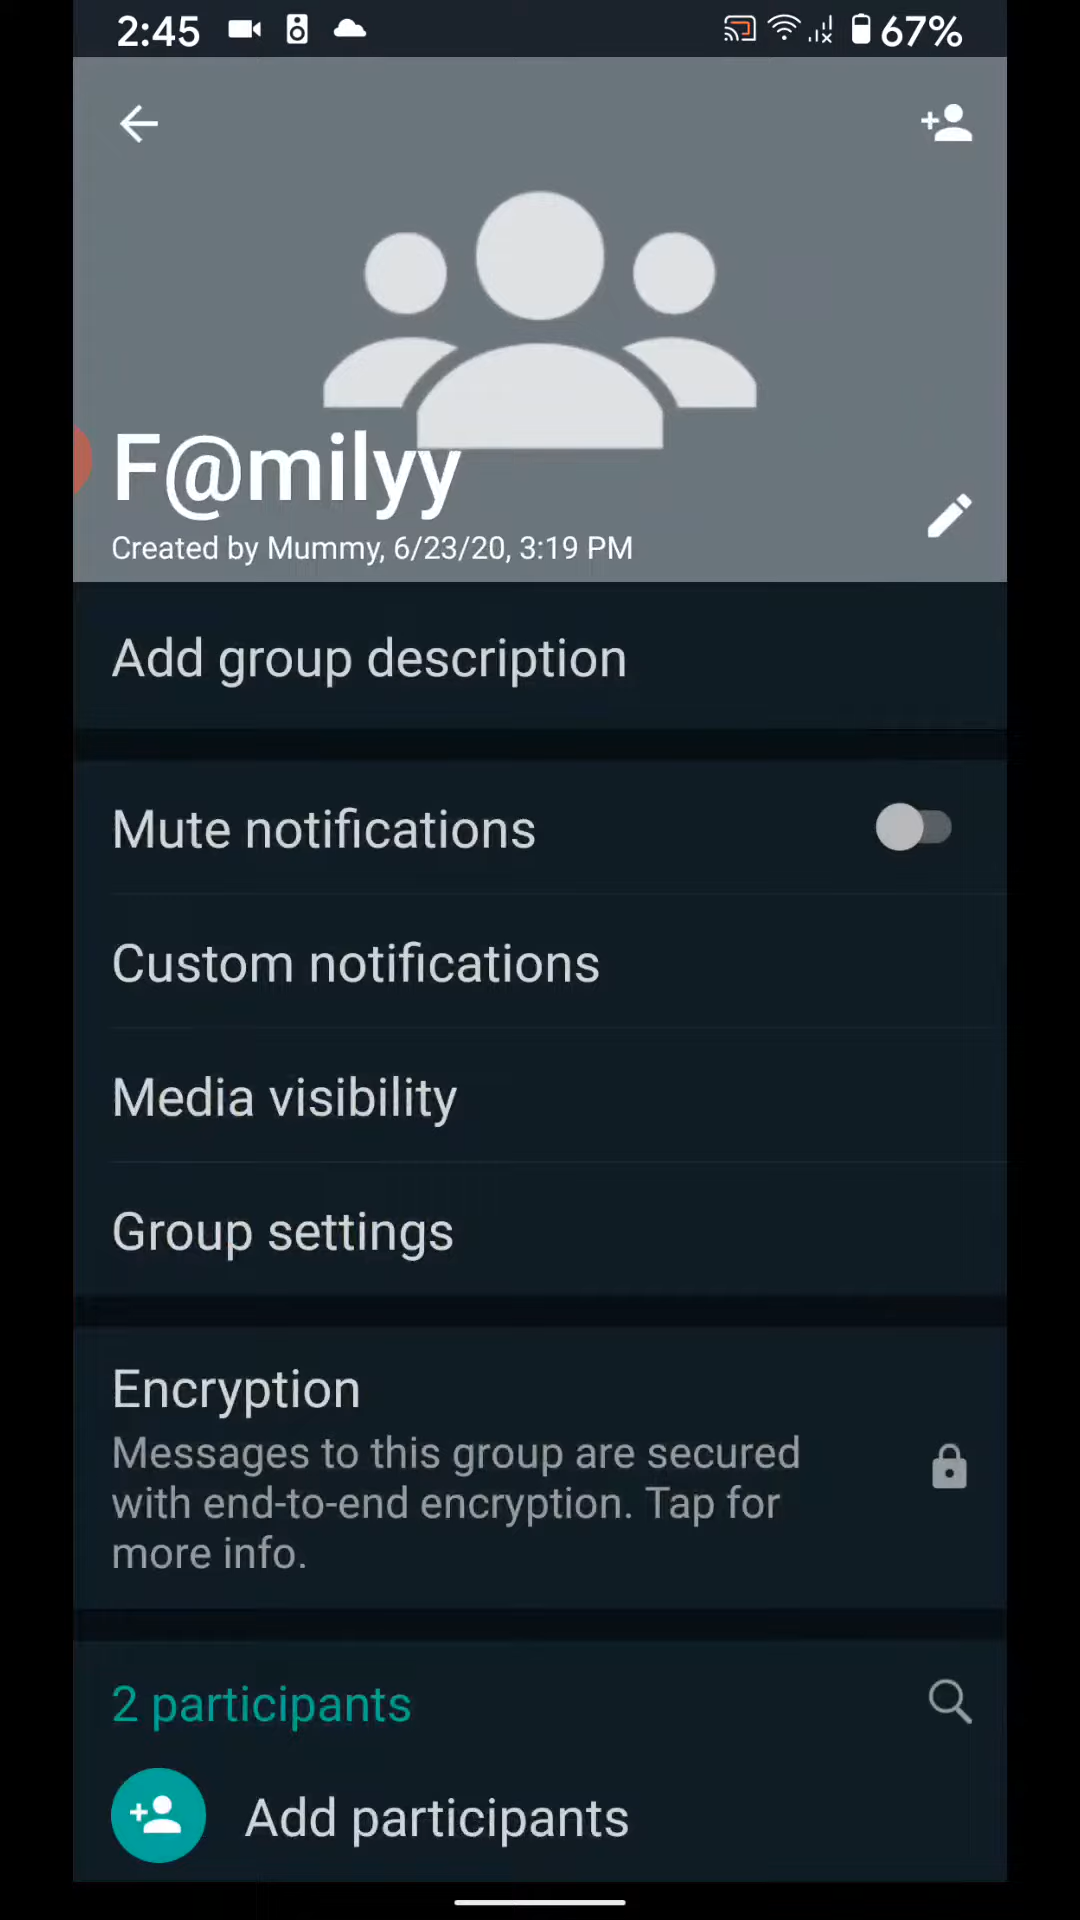 2:45 67%
F@milyy
Created by Mummy, 6/23/20, 3:19 PM
Add group description
Mute notifications
Custom notifications
Media visibility
Group settings
Encryption
Messages to this group are secured
with end-to-end encryption. Tap for
more info.
2 participants
Add participants